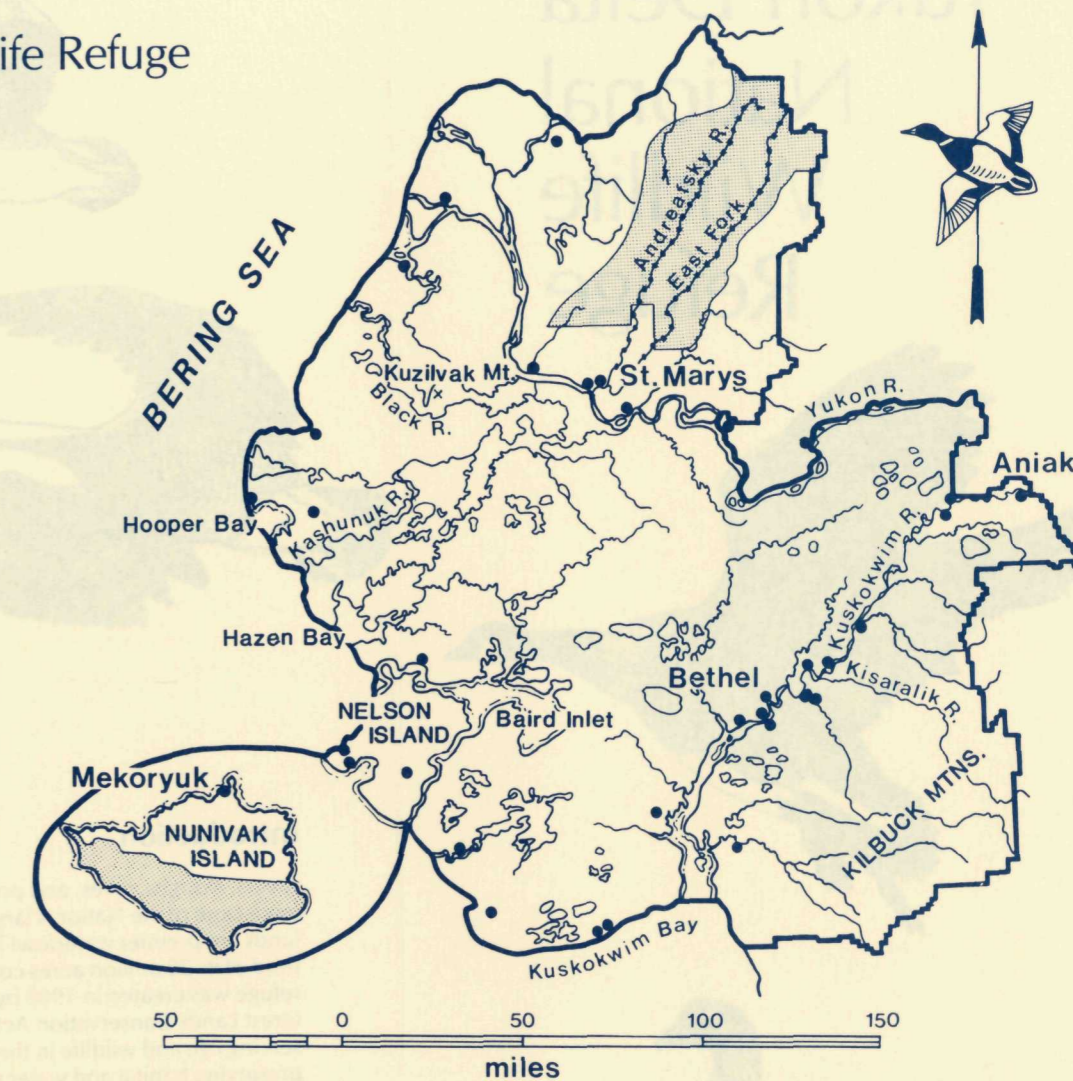 ife Refuge
BERING SEA
Andreafsky R.
East Fork
Kuzilvak Mt.
Black R.
St. Marys
Yukon R.
Aniak
Hooper Bay
Kashunuk R.
Kuskokwim R.
Hazen Bay
Bethel
Kisaralik R.
NELSON
ISLAND
Baird Inlet
Mekoryuk
NUNIVAK
ISLAND
KILBUCK MTNS.
Kuskokwim Bay
50 0 50 100 150
miles